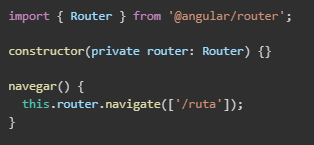 import { Router } from '@angular/router';
constructor(private router: Router) {}
navegar() {
  this.router.navigate(['/ruta']);
}